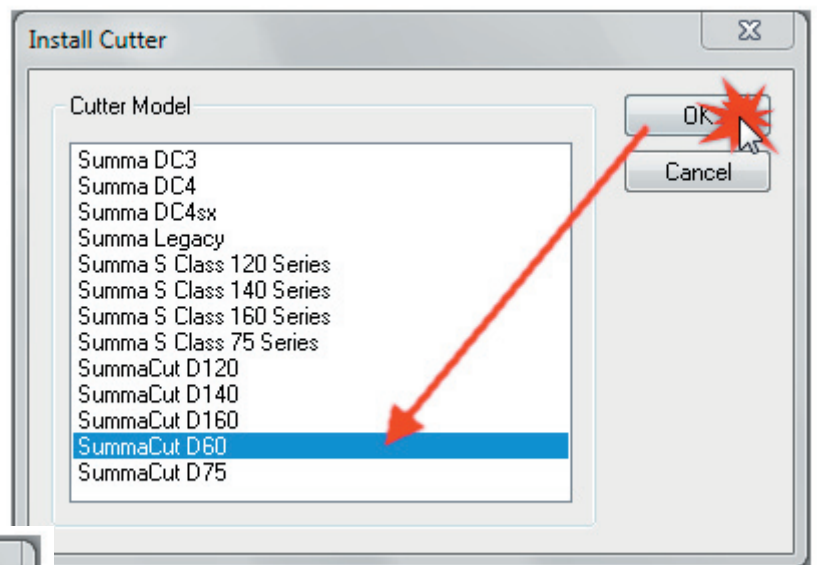 Install Cutter
Cutter Model
OK
Cancel
Summa DC3
Summa DC4
Summa DC4sx
Summa Legacy
Summa S Class 120 Series
Summa S Class 140 Series
Summa S Class 160 Series
Summa S Class 75 Series
SummaCut D120
SummaCut D140
SummaCut D160
SummaCut D60
SummaCut D75